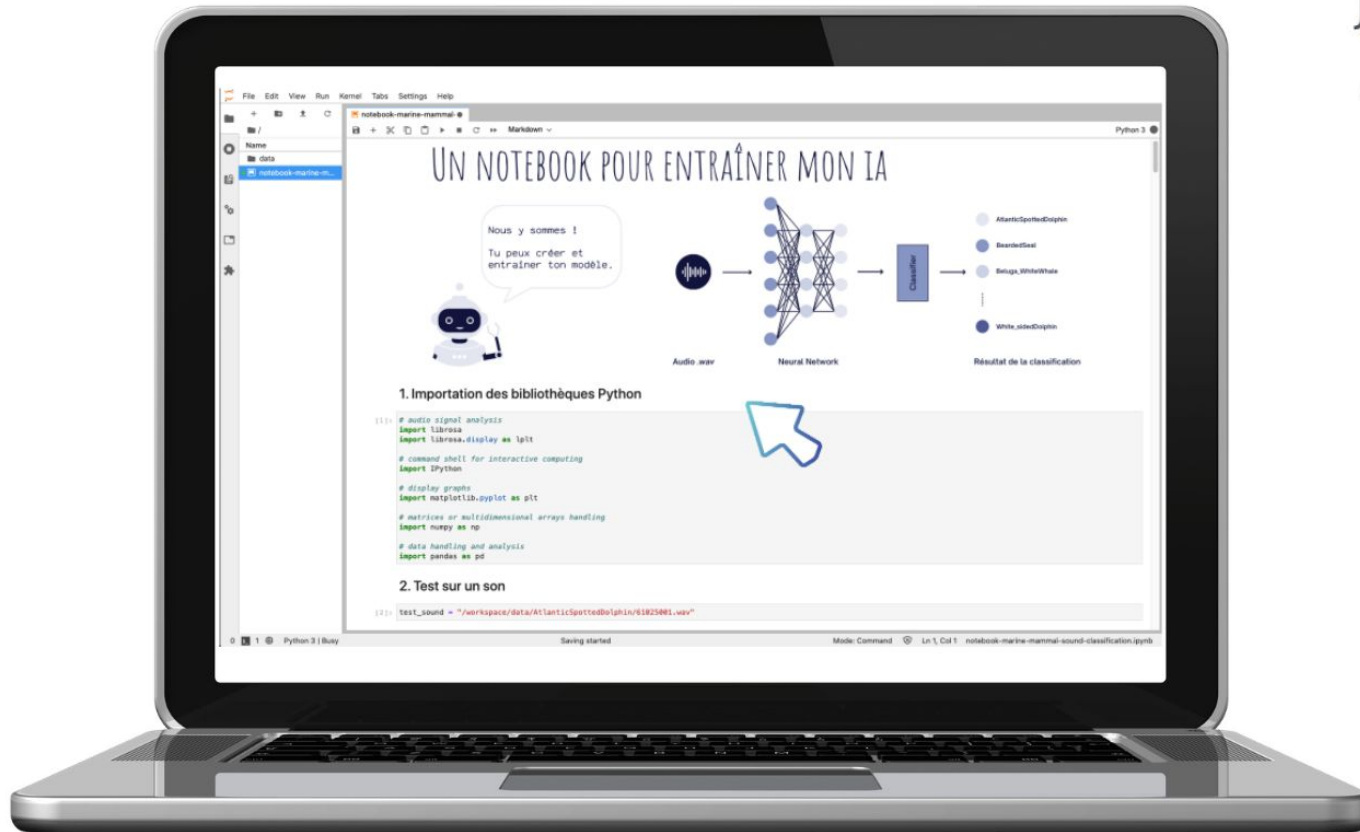 J
File Edit View Run Kernel Tabs Settings Help
notebook-marine-mammal-
Markdown
Python 3
/
Name
data
notebook-marine-m...
UN NOTEBOOK POUR ENTRAÎNER MON IA
Nous y sommes !
Tu peux créer et
entraîner ton modèle.
Classifier
AtlanticSpottedDolphin
BeardedSeal
Beluga_WhiteWhale
White_sidedDolphin
Audio .wav
Neural Network
Résultat de la classification
1. Importation des bibliothèques Python
[1]: # audio signal analysis
import librosa
import librosa.display as lplt
# command shell for interactive computing
import IPython
# display graphs
import matplotlib.pyplot as plt
# matrices or multidimensional arrays handling
import numpy as np
# data handling and analysis
import pandas as pd
2. Test sur un son
[2]: test_sound = "/workspace/data/AtlanticSpottedDolphin/61025001.wav"
0 1 Python 3 | Busy
Saving started
Mode: Command Ln 1, Col 1 notebook-marine-mammal-sound-classification.ipynb